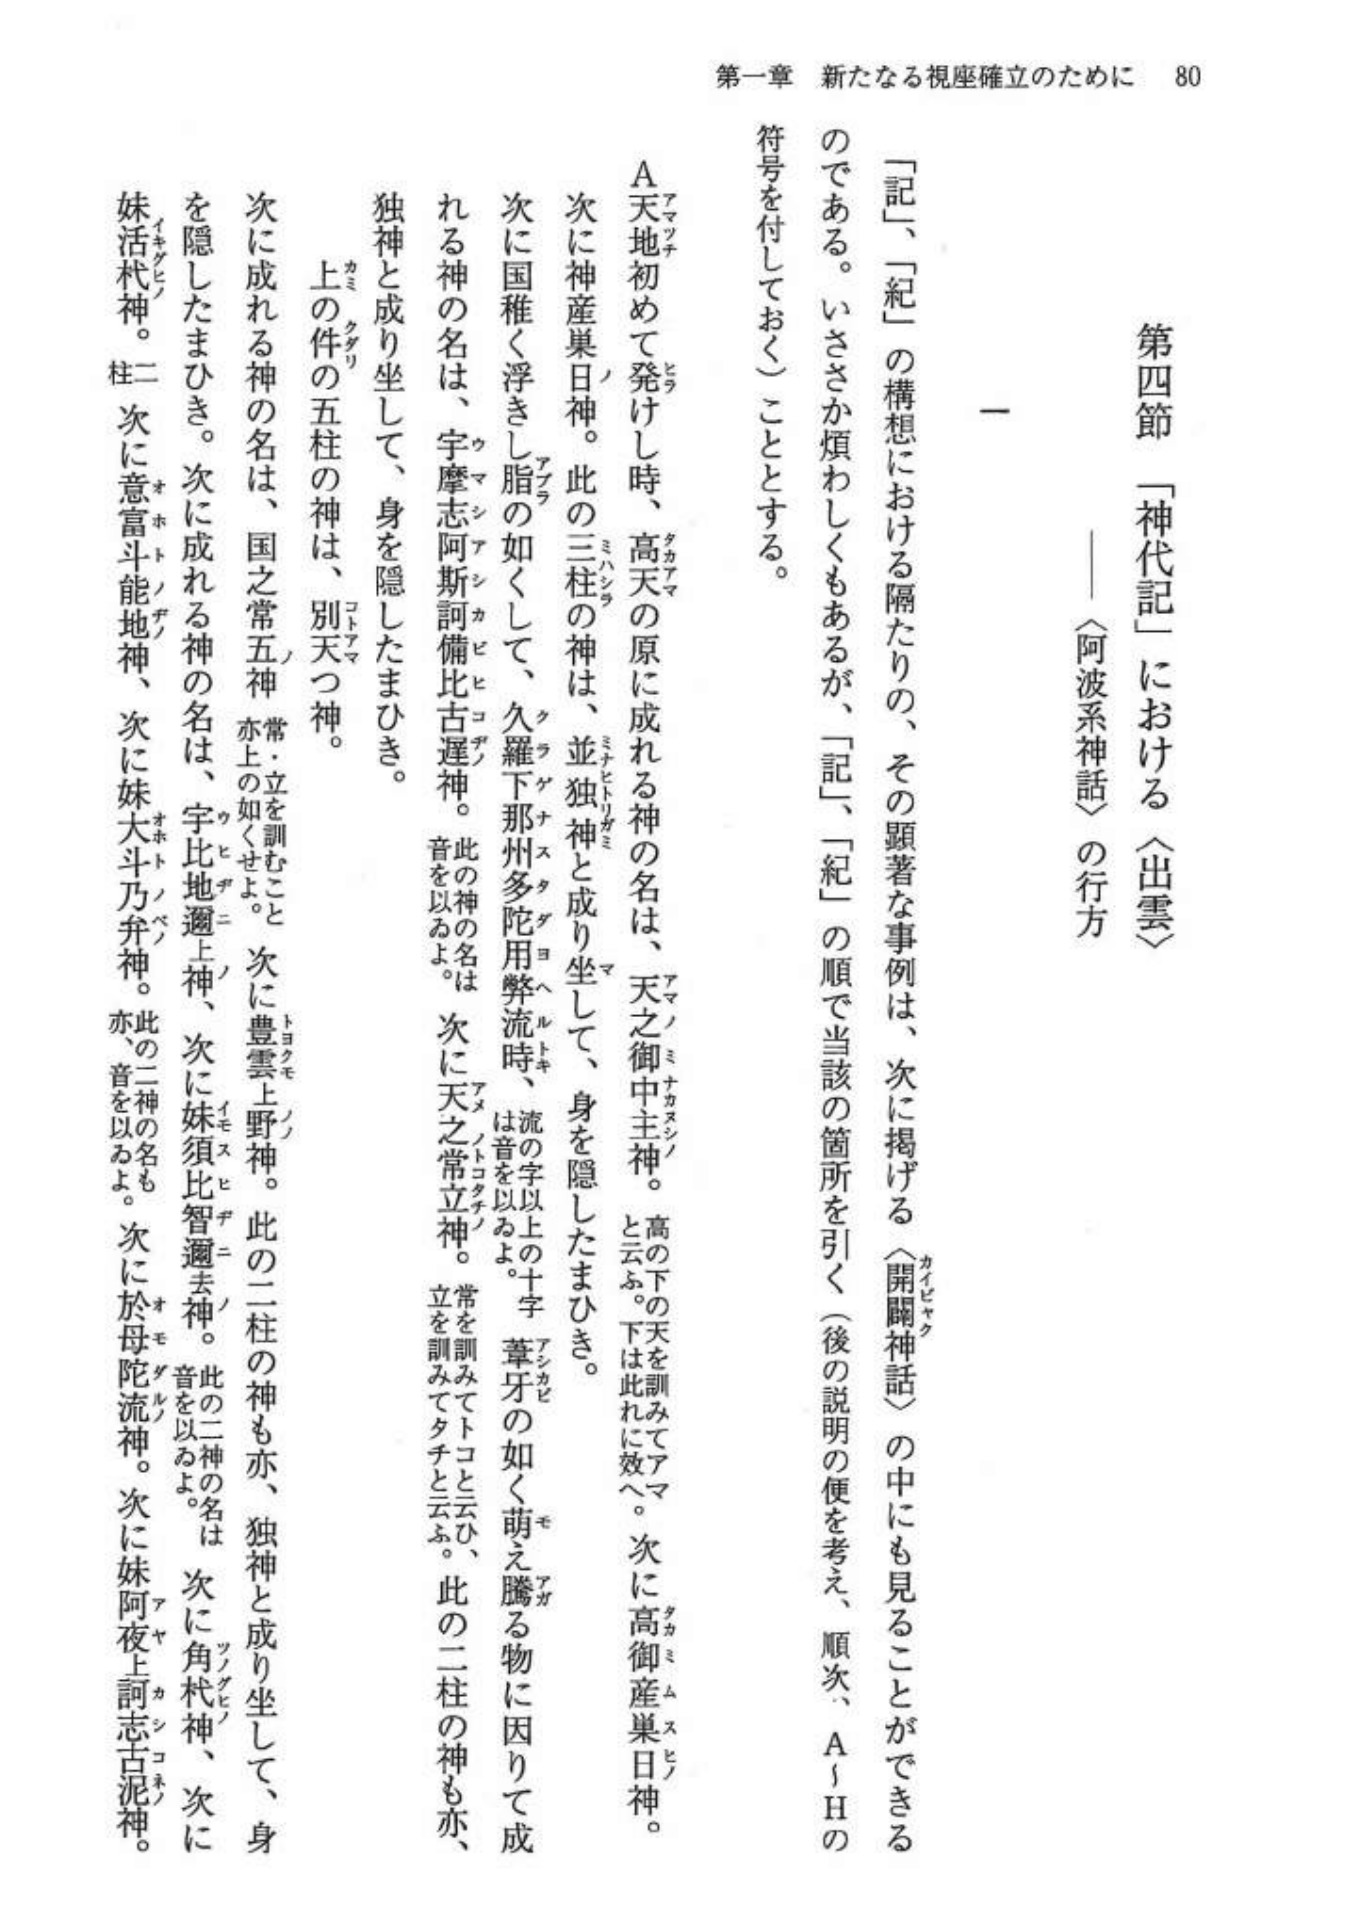 第一章　新たなる視座確立のために　80
第四節　「神代記」における〈出雲〉
――〈阿波系神話〉の行方
一
「記」、「紀」の構想における隔たりの、その顕著な事例は、次に掲げる〈開闢神話〉の中にも見ることができる
のである。いささか煩わしくもあるが、「記」、「紀」の順で当該の箇所を引く（後の説明の便を考え、順次、A～Hの
符号を付しておく）こととする。
A天地初めて発けし時、高天の原に成れる神の名は、天之御中主神。高の下の天を訓みてアマと云ふ。下は此れに效へ。次に高御産巣日神。
次に神産巣日神。此の三柱の神は、並独神と成り坐して、身を隠したまひき。
次に国稚く浮きし脂の如くして、久羅下那州多陀用弊流時、流の字以上の十字は音を以ゐよ。葦牙の如く萌え騰る物に因りて成
れる神の名は、宇摩志阿斯訶備比古遅神。此の神の名は音を以ゐよ。次に天之常立神。常を訓みてトコと云ひ、立を訓みてタチと云ふ。此の二柱の神も亦、
独神と成り坐して、身を隠したまひき。
上の件の五柱の神は、別天つ神。
次に成れる神の名は、国之常五神　常・立を訓むこと亦上の如くせよ。次に豊雲上野神。此の二柱の神も亦、独神と成り坐して、身
を隠したまひき。次に成れる神の名は、宇比地邇上神、次に妹須比智邇去神。此の二神の名は音を以ゐよ。次に角杙神、次に
妹活杙神。二柱　次に意富斗能地神、次に妹大斗乃弁神。此の二神の名も亦、音を以ゐよ。次に於母陀流神。次に妹阿夜上訶志古泥神。